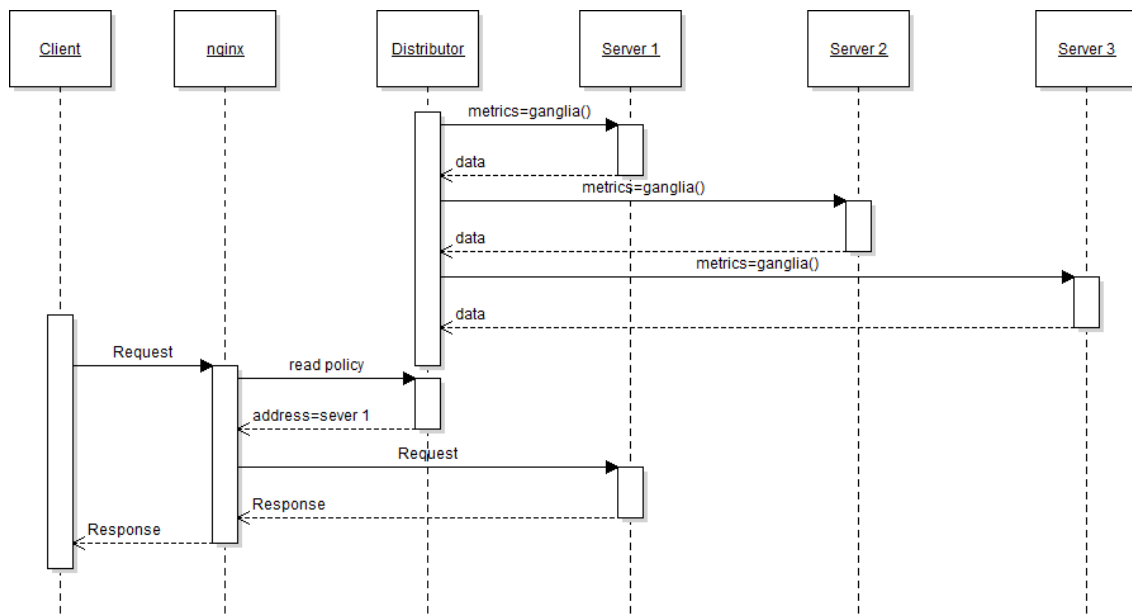 Client
nginx
Distributor
Server 1
Server 2
Server 3
metrics=ganglia()
data
metrics=ganglia()
data
metrics=ganglia()
data
Request
read policy
address=sever 1
Request
Response
Response